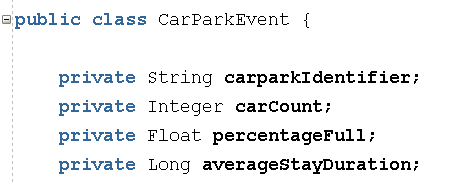 public class CarParkEvent {
private String carparkIdentifier;
private Integer carCount;
private Float percentageFull;
private Long averageStayDuration;